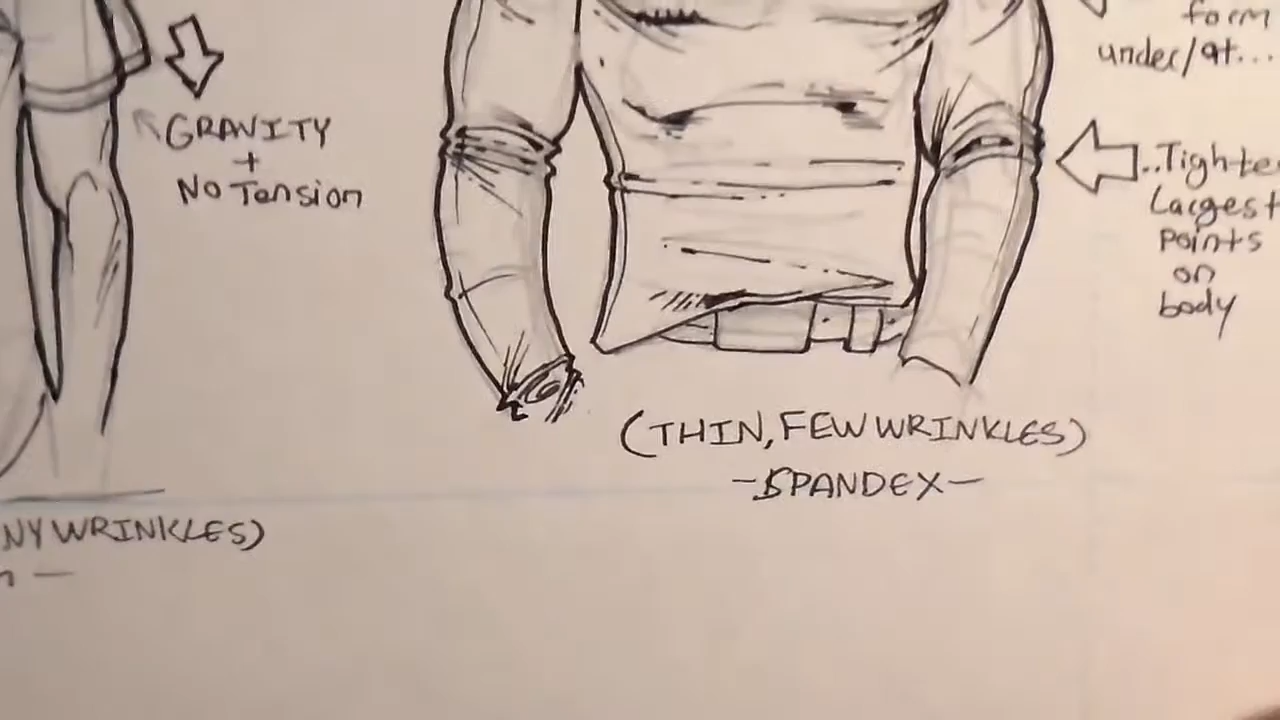 GRAVITY
+
No Tension
form
under/at...
..Tighte
Largest
points
on
body
(THIN, FEW WRINKLES)
-SPANDEX-
NY WRINKLES)